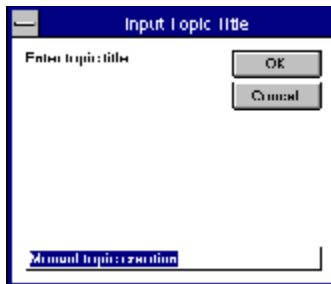 Input Topic Title
Enter topic title
OK
Cancel
Manual topic creation